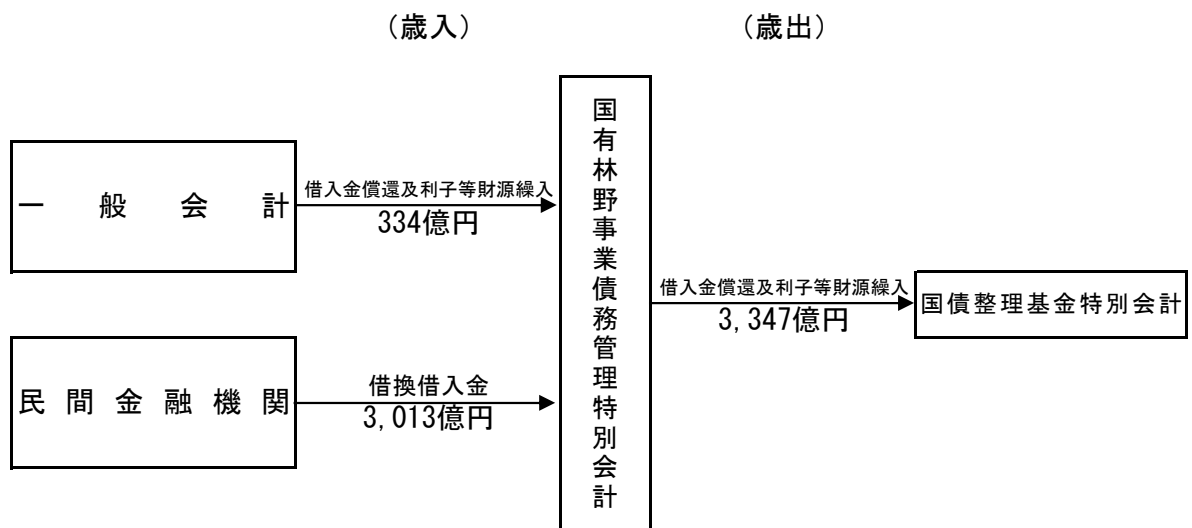 （歳入）
（歳出）
一般会計
借入金償還及利子等財源繰入
334億円
民間金融機関
借換借入金
3,013億円
国有林野事業債務管理特別会計
借入金償還及利子等財源繰入
3,347億円
国債整理基金特別会計